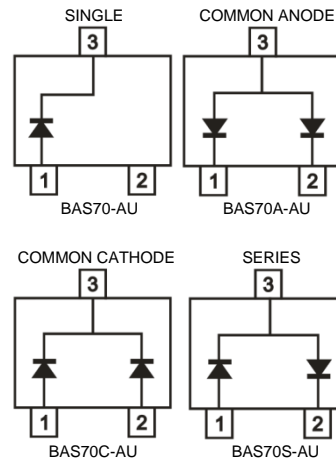 SINGLE
3
1 2
BAS70-AU
COMMON ANODE
3
1 2
BAS70A-AU
COMMON CATHODE
3
1 2
BAS70C-AU
SERIES
3
1 2
BAS70S-AU